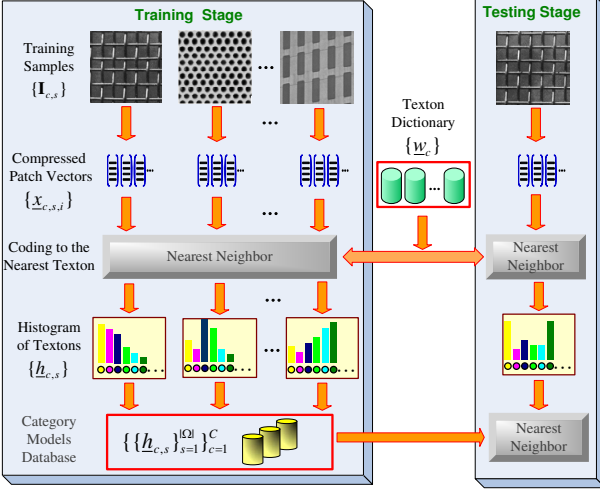 Training Stage
Testing Stage
Training
Samples
{I_{c,s}}
...
...
Texton
Dictionary
{w_c}
...
Compressed
Patch Vectors
{x_{c,s,i}}
...
...
...
...
...
...
Coding to the
Nearest Texton
Nearest Neighbor
Nearest
Neighbor
...
Histogram
of Textons
{h_{c,s}}
...
...
...
...
...
...
Category
Models
Database
{{h_{c,s}}_{s=1}^{|Ω|}}_{c=1}^{C}
Nearest
Neighbor